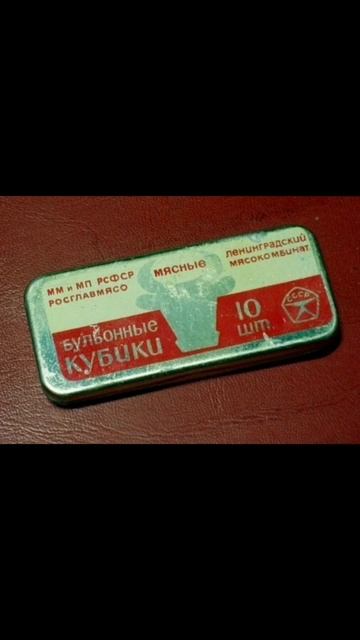 ММ и МП РСФСР
РОСГЛАВМЯСО
МЯСНЫЕ
ЛЕНИНГРАДСКИЙ
МЯСОКОМБИНАТ
БУЛЬОННЫЕ
КУБИКИ
10
шт.
СССР